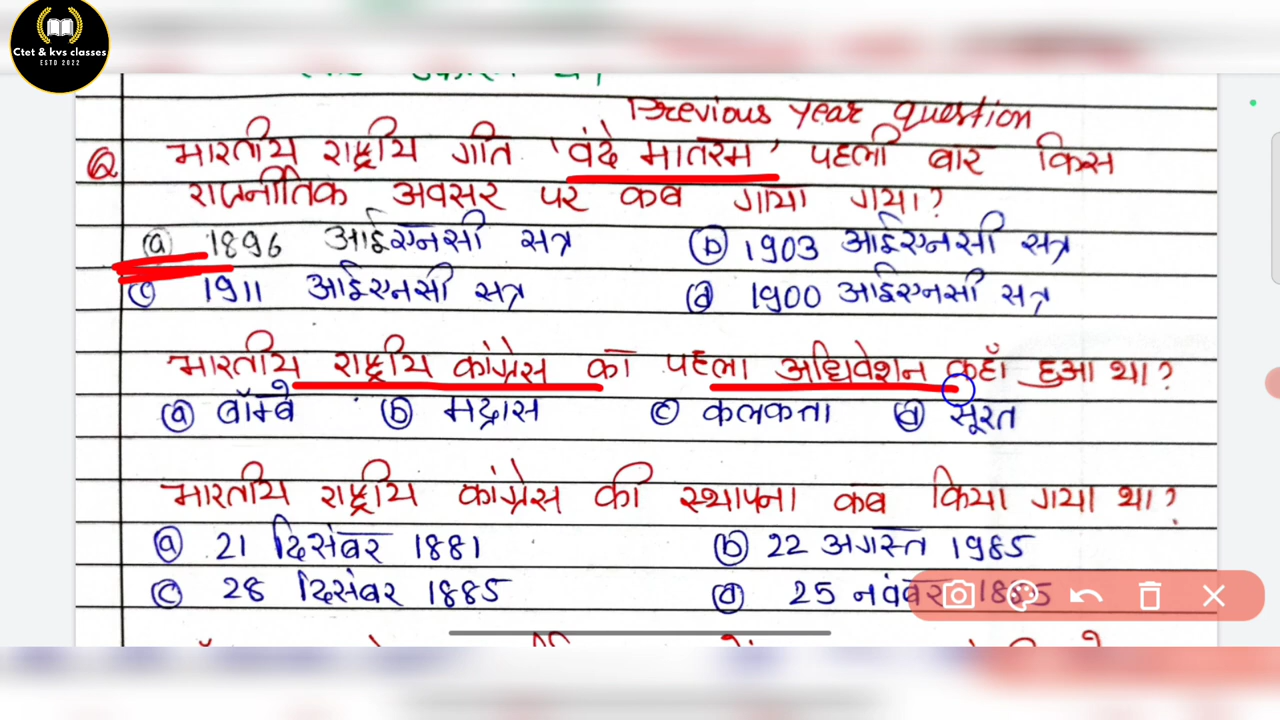 Ctet & kvs classes
ESTD 2022
Previous year question
Q भारतीय राष्ट्रीय गीत 'वंदे मातरम' पहली बार किस
राजनीतिक अवसर पर कब गाया गया?
(a) 1896 आईएनसी सत्र (b) 1903 आईएनसी सत्र
(c) 1911 आईएनसी सत्र (d) 1900 आईएनसी सत्र
भारतीय राष्ट्रीय कांग्रेस का पहला अधिवेशन कहाँ हुआ था?
(a) बॉम्बे (b) मद्रास (c) कलकत्ता (d) सूरत
भारतीय राष्ट्रीय कांग्रेस की स्थापना कब किया गया था?
(a) 21 दिसंबर 1881 (b) 22 अगस्त 1985
(c) 28 दिसंबर 1885 (d) 25 नवंबर 1885